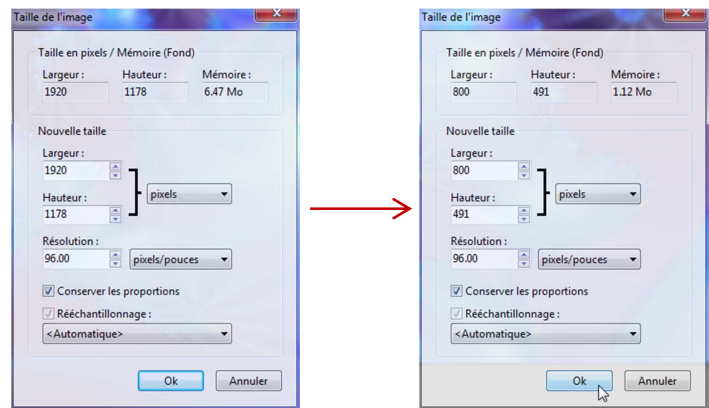 Taille de l'image
Taille en pixels / Mémoire (Fond)
Largeur : Hauteur : Mémoire :
1920 1178 6.47 Mo
Nouvelle taille
Largeur :
1920
pixels
Hauteur :
1178
Résolution :
96.00 pixels/pouces
Conserver les proportions
Rééchantillonnage :
<Automatique>
Ok Annuler
Taille de l'image
Taille en pixels / Mémoire (Fond)
Largeur : Hauteur : Mémoire :
800 491 1.12 Mo
Nouvelle taille
Largeur :
800
pixels
Hauteur :
491
Résolution :
96.00 pixels/pouces
Conserver les proportions
Rééchantillonnage :
<Automatique>
Ok Annuler